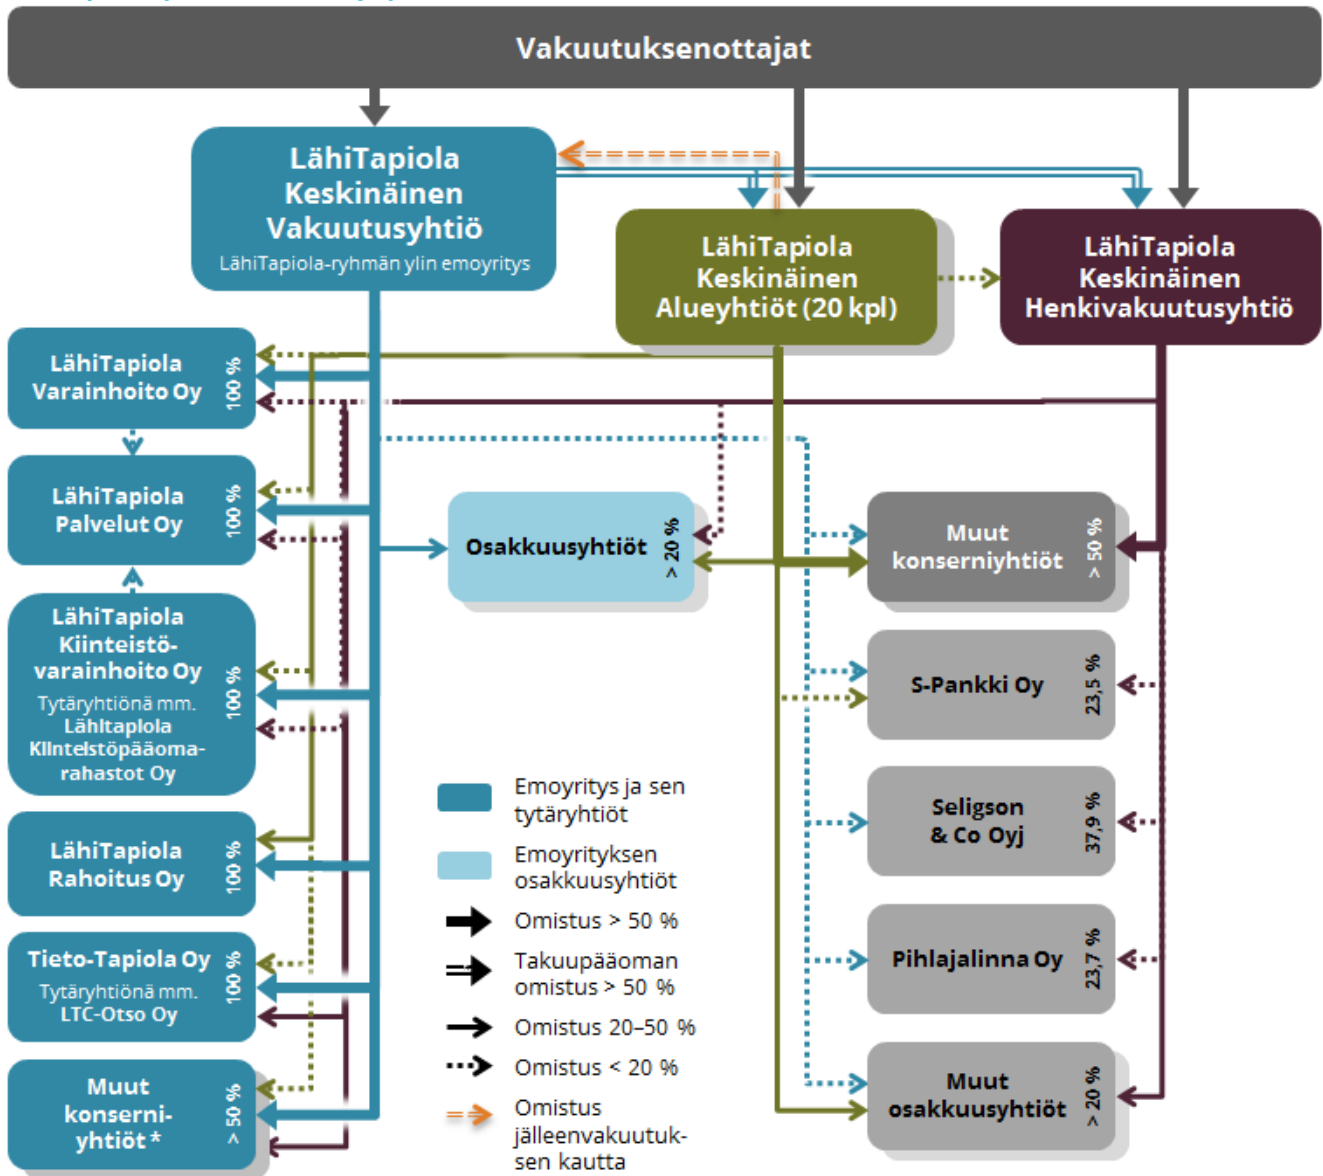 Vakuutuksenottajat
LähiTapiola
Keskinäinen
Vakuutusyhtiö
LähiTapiola-ryhmän ylin emoyritys
LähiTapiola
Keskinäinen
Alueyhtiöt (20 kpl)
LähiTapiola
Keskinäinen
Henkivakuutusyhtiö
LähiTapiola
Varainhoito Oy
100 %
LähiTapiola
Palvelut Oy
100 %
LähiTapiola
Kiinteistö-
varainhoito Oy
Tytäryhtiönä mm.
Lähitapiola
Kiinteistöpääoma-
rahastot Oy
100 %
LähiTapiola
Rahoitus Oy
100 %
Tieto-Tapiola Oy
Tytäryhtiönä mm.
LTC-Otso Oy
100 %
Muut
konserni-
yhtiöt *
> 50 %
Osakkuusyhtiöt
> 20 %
Muut
konserniyhtiöt
> 50 %
S-Pankki Oy
23,5 %
Seligson
& Co Oyj
37,9 %
Pihlajalinna Oy
23,7 %
Muut
osakkuusyhtiöt
> 20 %
Emoyritys ja sen
tytäryhtiöt
Emoyrityksen
osakkuusyhtiöt
Omistus > 50 %
Takuupääoman
omistus > 50 %
Omistus 20–50 %
Omistus < 20 %
Omistus
jälleenvakuutuk-
sen kautta